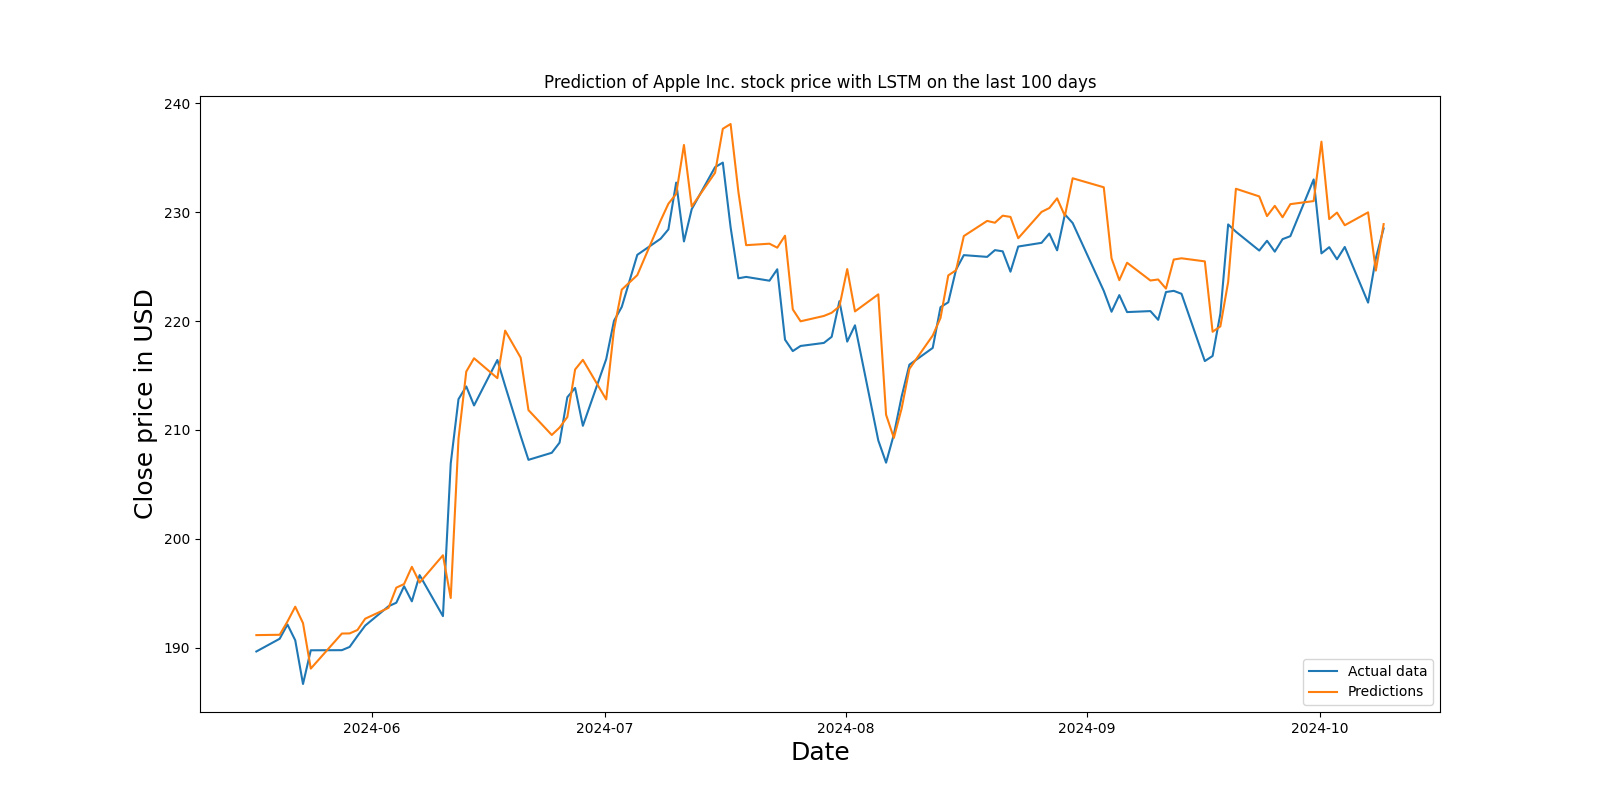 Prediction of Apple Inc. stock price with LSTM on the last 100 days
240
230
220
210
200
190
Close price in USD
2024-06
2024-07
2024-08
2024-09
2024-10
Date
Actual data
Predictions